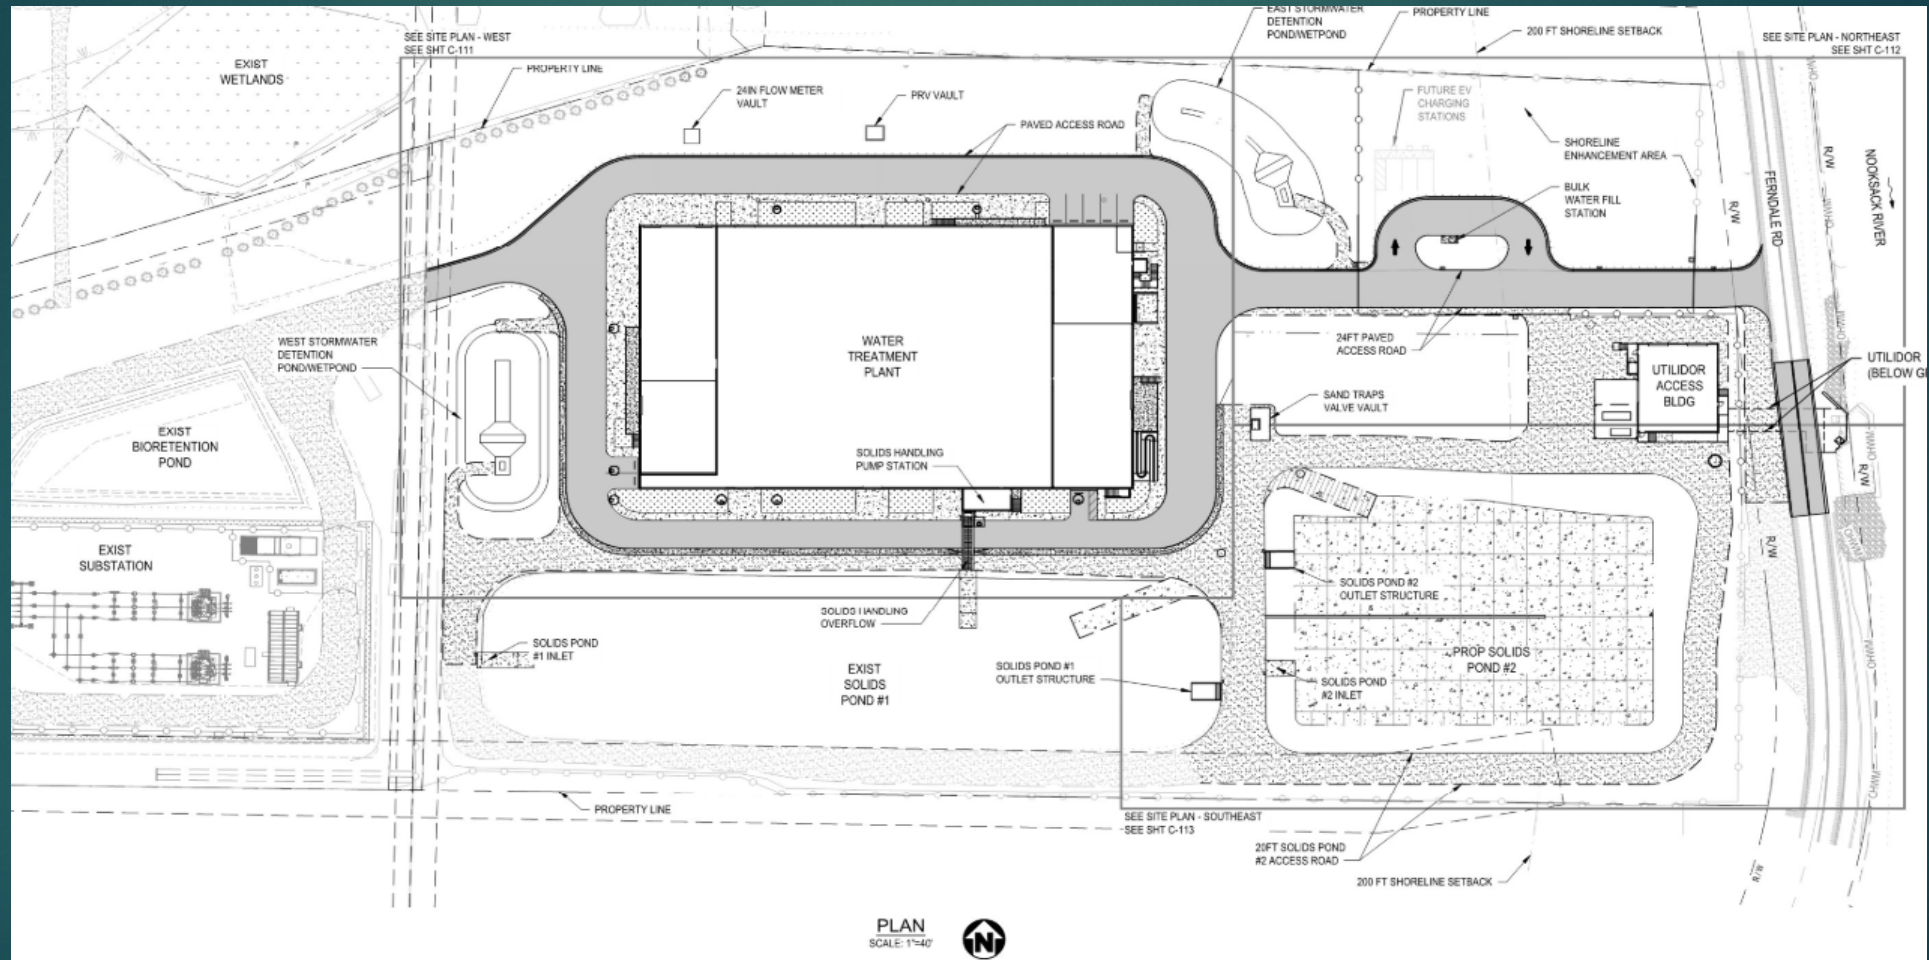 EAST STORMWATER
DETENTION
POND/WETPOND
PROPERTY LINE
200 FT SHORELINE SETBACK
SEE SITE PLAN - WEST
SEE SHT C-111
SEE SITE PLAN - NORTHEAST
SEE SHT C-112
EXIST
WETLANDS
PROPERTY LINE
24IN FLOW METER
VAULT
PRV VAULT
PAVED ACCESS ROAD
FUTURE EV
CHARGING
STATIONS
SHORELINE
ENHANCEMENT AREA
BULK
WATER FILL
STATION
R/W
FERNDALE RD
R/W
NOOKSACK RIVER
WEST STORMWATER
DETENTION
POND/WETPOND
WATER
TREATMENT
PLANT
24FT PAVED
ACCESS ROAD
UTILIDOR
ACCESS
BLDG
UTILIDOR
(BELOW
SAND TRAPS
VALVE VAULT
EXIST
BIORETENTION
POND
SOLIDS HANDLING
PUMP STATION
R/W
OHWM
R/W
EXIST
SUBSTATION
SOLIDS POND #2
OUTLET STRUCTURE
SOLIDS HANDLING
OVERFLOW
SOLIDS POND
#1 INLET
EXIST
SOLIDS
POND #1
SOLIDS POND #1
OUTLET STRUCTURE
PROP SOLIDS
POND #2
SOLIDS POND
#2 INLET
OHWM
OHWM
PROPERTY LINE
SEE SITE PLAN - SOUTHEAST
SEE SHT C-113
20FT SOLIDS POND
#2 ACCESS ROAD
200 FT SHORELINE SETBACK
R/W
PLAN
SCALE: 1"=40'
N